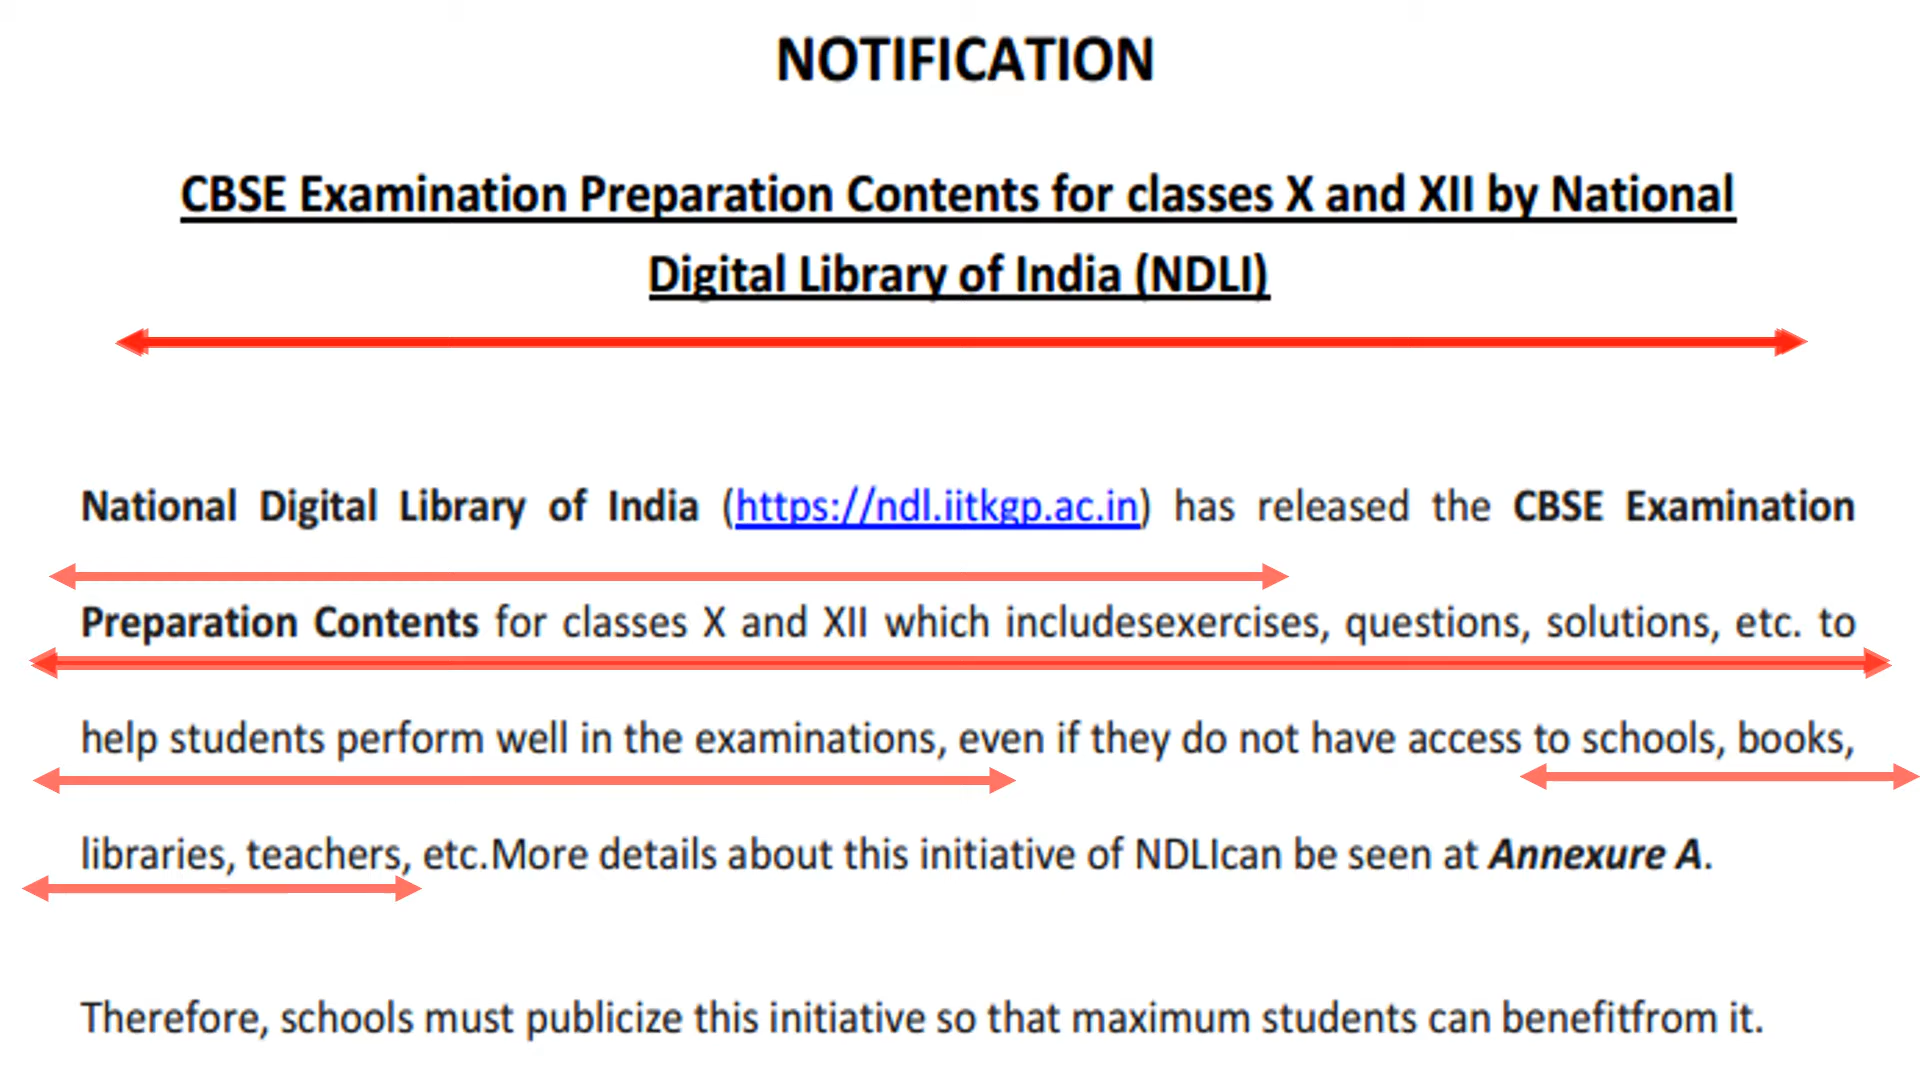 NOTIFICATION
CBSE Examination Preparation Contents for classes X and XII by National
Digital Library of India (NDLI)
National Digital Library of India (https://ndl.iitkgp.ac.in) has released the CBSE Examination
Preparation Contents for classes X and XII which includesexercises, questions, solutions, etc. to
help students perform well in the examinations, even if they do not have access to schools, books,
libraries, teachers, etc.More details about this initiative of NDLIcan be seen at Annexure A.
Therefore, schools must publicize this initiative so that maximum students can benefitfrom it.